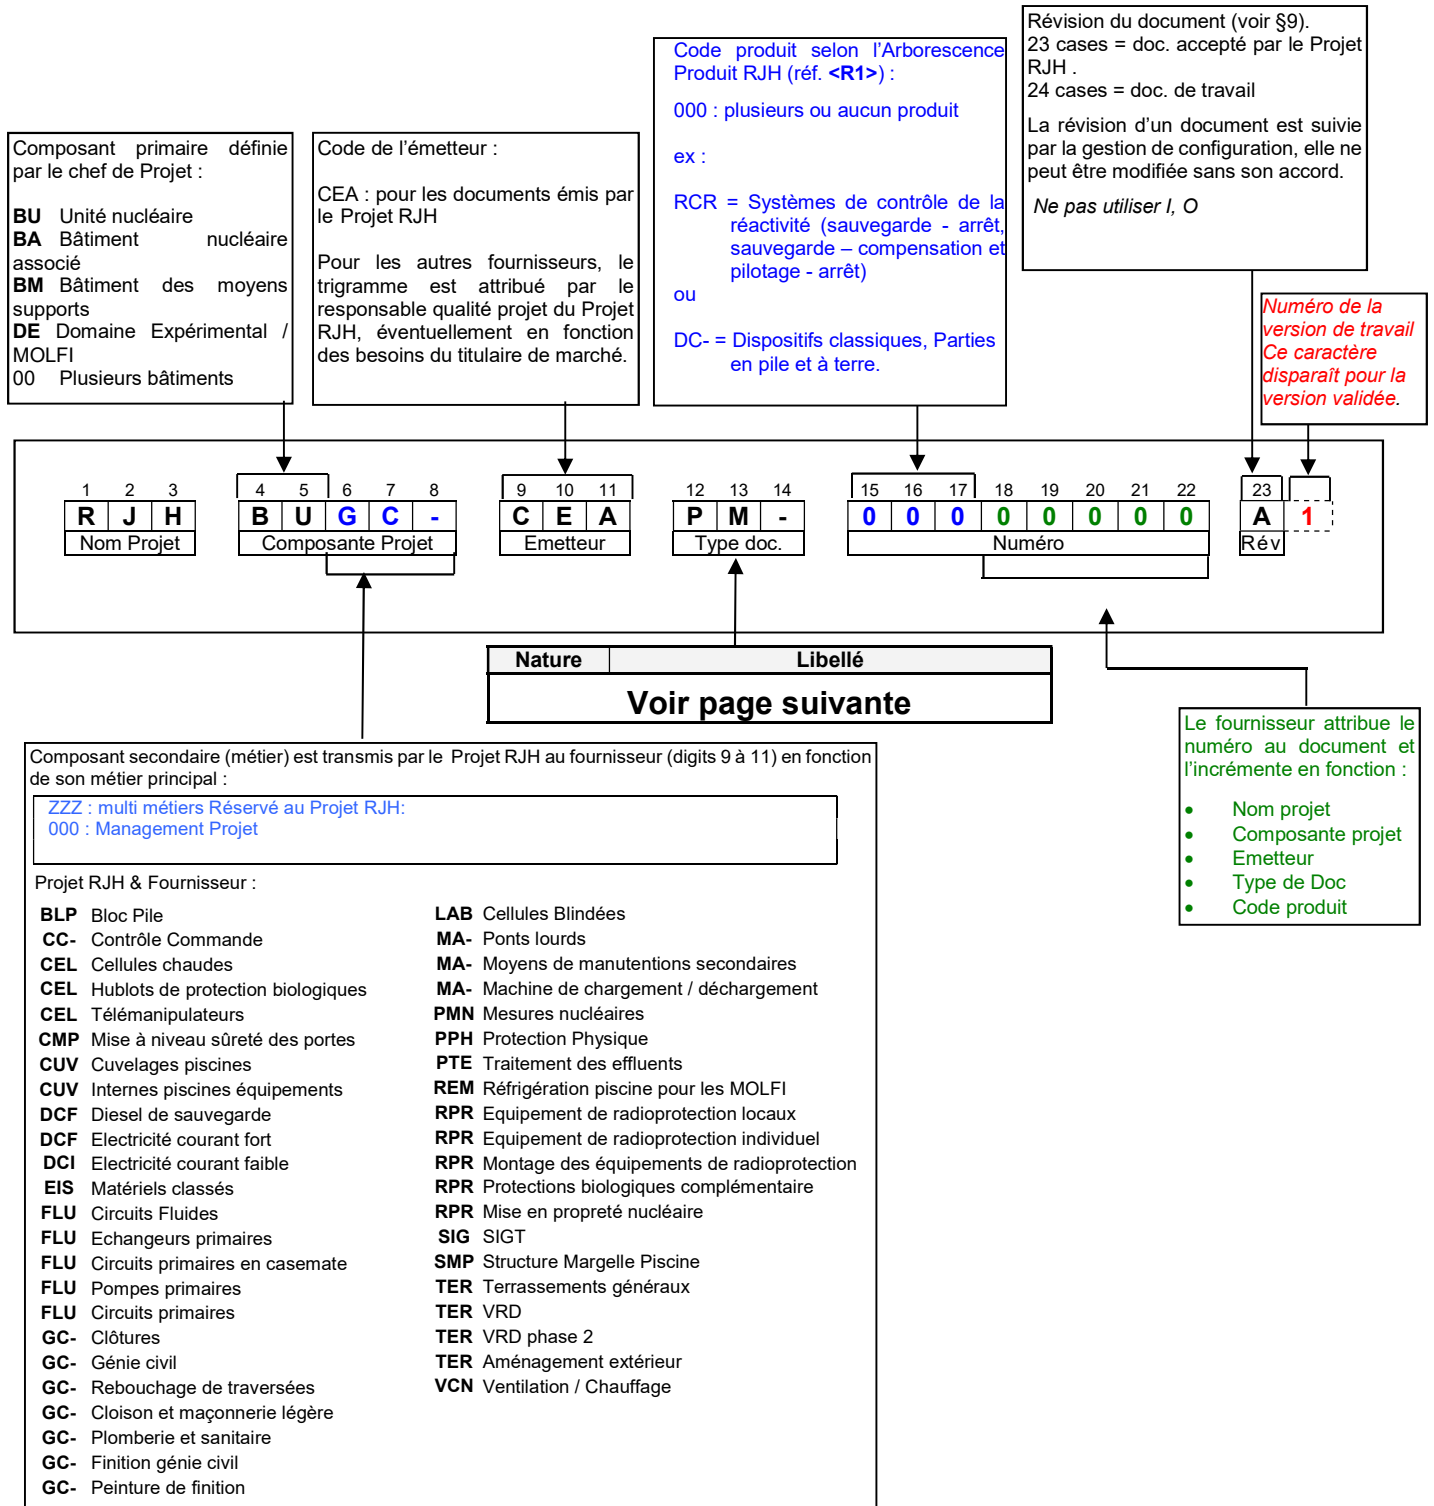 Composant primaire définie
par le chef de Projet :
BU Unité nucléaire
BA Bâtiment nucléaire
associé
BM Bâtiment des moyens
supports
DE Domaine Expérimental /
MOLFI
00 Plusieurs bâtiments
Code de l'émetteur :
CEA : pour les documents émis par
le Projet RJH
Pour les autres fournisseurs, le
trigramme est attribué par le
responsable qualité projet du Projet
RJH, éventuellement en fonction
des besoins du titulaire de marché.
Code produit selon l'Arborescence
Produit RJH (réf. <R1>) :
000 : plusieurs ou aucun produit
ex :
RCR = Systèmes de contrôle de la
réactivité (sauvegarde - arrêt,
sauvegarde – compensation et
pilotage - arrêt)
ou
DC- = Dispositifs classiques, Parties
en pile et à terre.
Révision du document (voir §9).
23 cases = doc. accepté par le Projet
RJH .
24 cases = doc. de travail
La révision d'un document est suivie
par la gestion de configuration, elle ne
peut être modifiée sans son accord.
Ne pas utiliser I, O
Numéro de la
version de travail
Ce caractère
disparaît pour la
version validée.
1 2 3 4 5 6 7 8 9 10 11 12 13 14 15 16 17 18 19 20 21 22 23
R J H B U G C - C E A P M - 0 0 0 0 0 0 0 0 A 1
Nom Projet Composante Projet Emetteur Type doc. Numéro Rév
Nature Libellé
Voir page suivante
Le fournisseur attribue le
numéro au document et
l'incrémente en fonction :
• Nom projet
• Composante projet
• Emetteur
• Type de Doc
• Code produit
Composant secondaire (métier) est transmis par le Projet RJH au fournisseur (digits 9 à 11) en fonction
de son métier principal :
ZZZ : multi métiers Réservé au Projet RJH:
000 : Management Projet
Projet RJH & Fournisseur :
BLP Bloc Pile
CC- Contrôle Commande
CEL Cellules chaudes
CEL Hublots de protection biologiques
CEL Télémanipulateurs
CMP Mise à niveau sûreté des portes
CUV Cuvelages piscines
CUV Internes piscines équipements
DCF Diesel de sauvegarde
DCF Electricité courant fort
DCI Electricité courant faible
EIS Matériels classés
FLU Circuits Fluides
FLU Echangeurs primaires
FLU Circuits primaires en casemate
FLU Pompes primaires
FLU Circuits primaires
GC- Clôtures
GC- Génie civil
GC- Rebouchage de traversées
GC- Cloison et maçonnerie légère
GC- Plomberie et sanitaire
GC- Finition génie civil
GC- Peinture de finition
LAB Cellules Blindées
MA- Ponts lourds
MA- Moyens de manutentions secondaires
MA- Machine de chargement / déchargement
PMN Mesures nucléaires
PPH Protection Physique
PTE Traitement des effluents
REM Réfrigération piscine pour les MOLFI
RPR Equipement de radioprotection locaux
RPR Equipement de radioprotection individuel
RPR Montage des équipements de radioprotection
RPR Protections biologiques complémentaire
RPR Mise en propreté nucléaire
SIG SIGT
SMP Structure Margelle Piscine
TER Terrassements généraux
TER VRD
TER VRD phase 2
TER Aménagement extérieur
VCN Ventilation / Chauffage